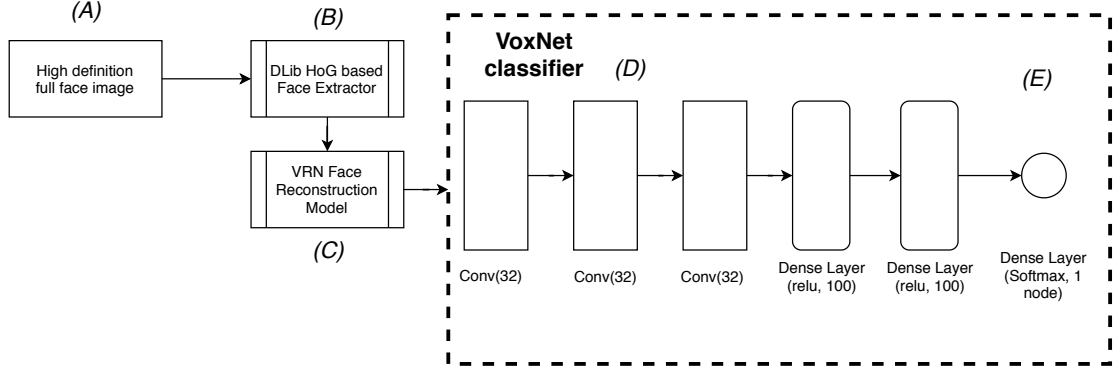 (A)
High definition
full face image
(B)
DLib HoG based
Face Extractor
VRN Face
Reconstruction
Model
(C)
VoxNet
classifier
(D)
(E)
Conv(32)
Conv(32)
Conv(32)
Dense Layer
(relu, 100)
Dense Layer
(relu, 100)
Dense Layer
(Softmax, 1
node)